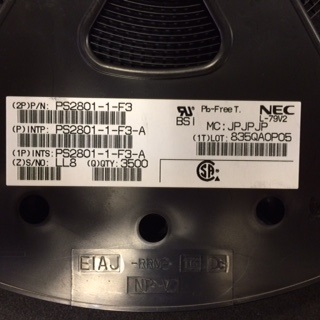 (2P)P/N: PS2801-1-F3
(P)INTP: PS2801-1-F3-A
(1P)INTS: PS2801-1-F3-A
(Z)S/NO: LL8 (Q)QTY: 3500
BSI
Pb-Free T. NEC
L-79V2
MC: JPJPJP
(1T)LOT: 835QA0P05
EIAJ